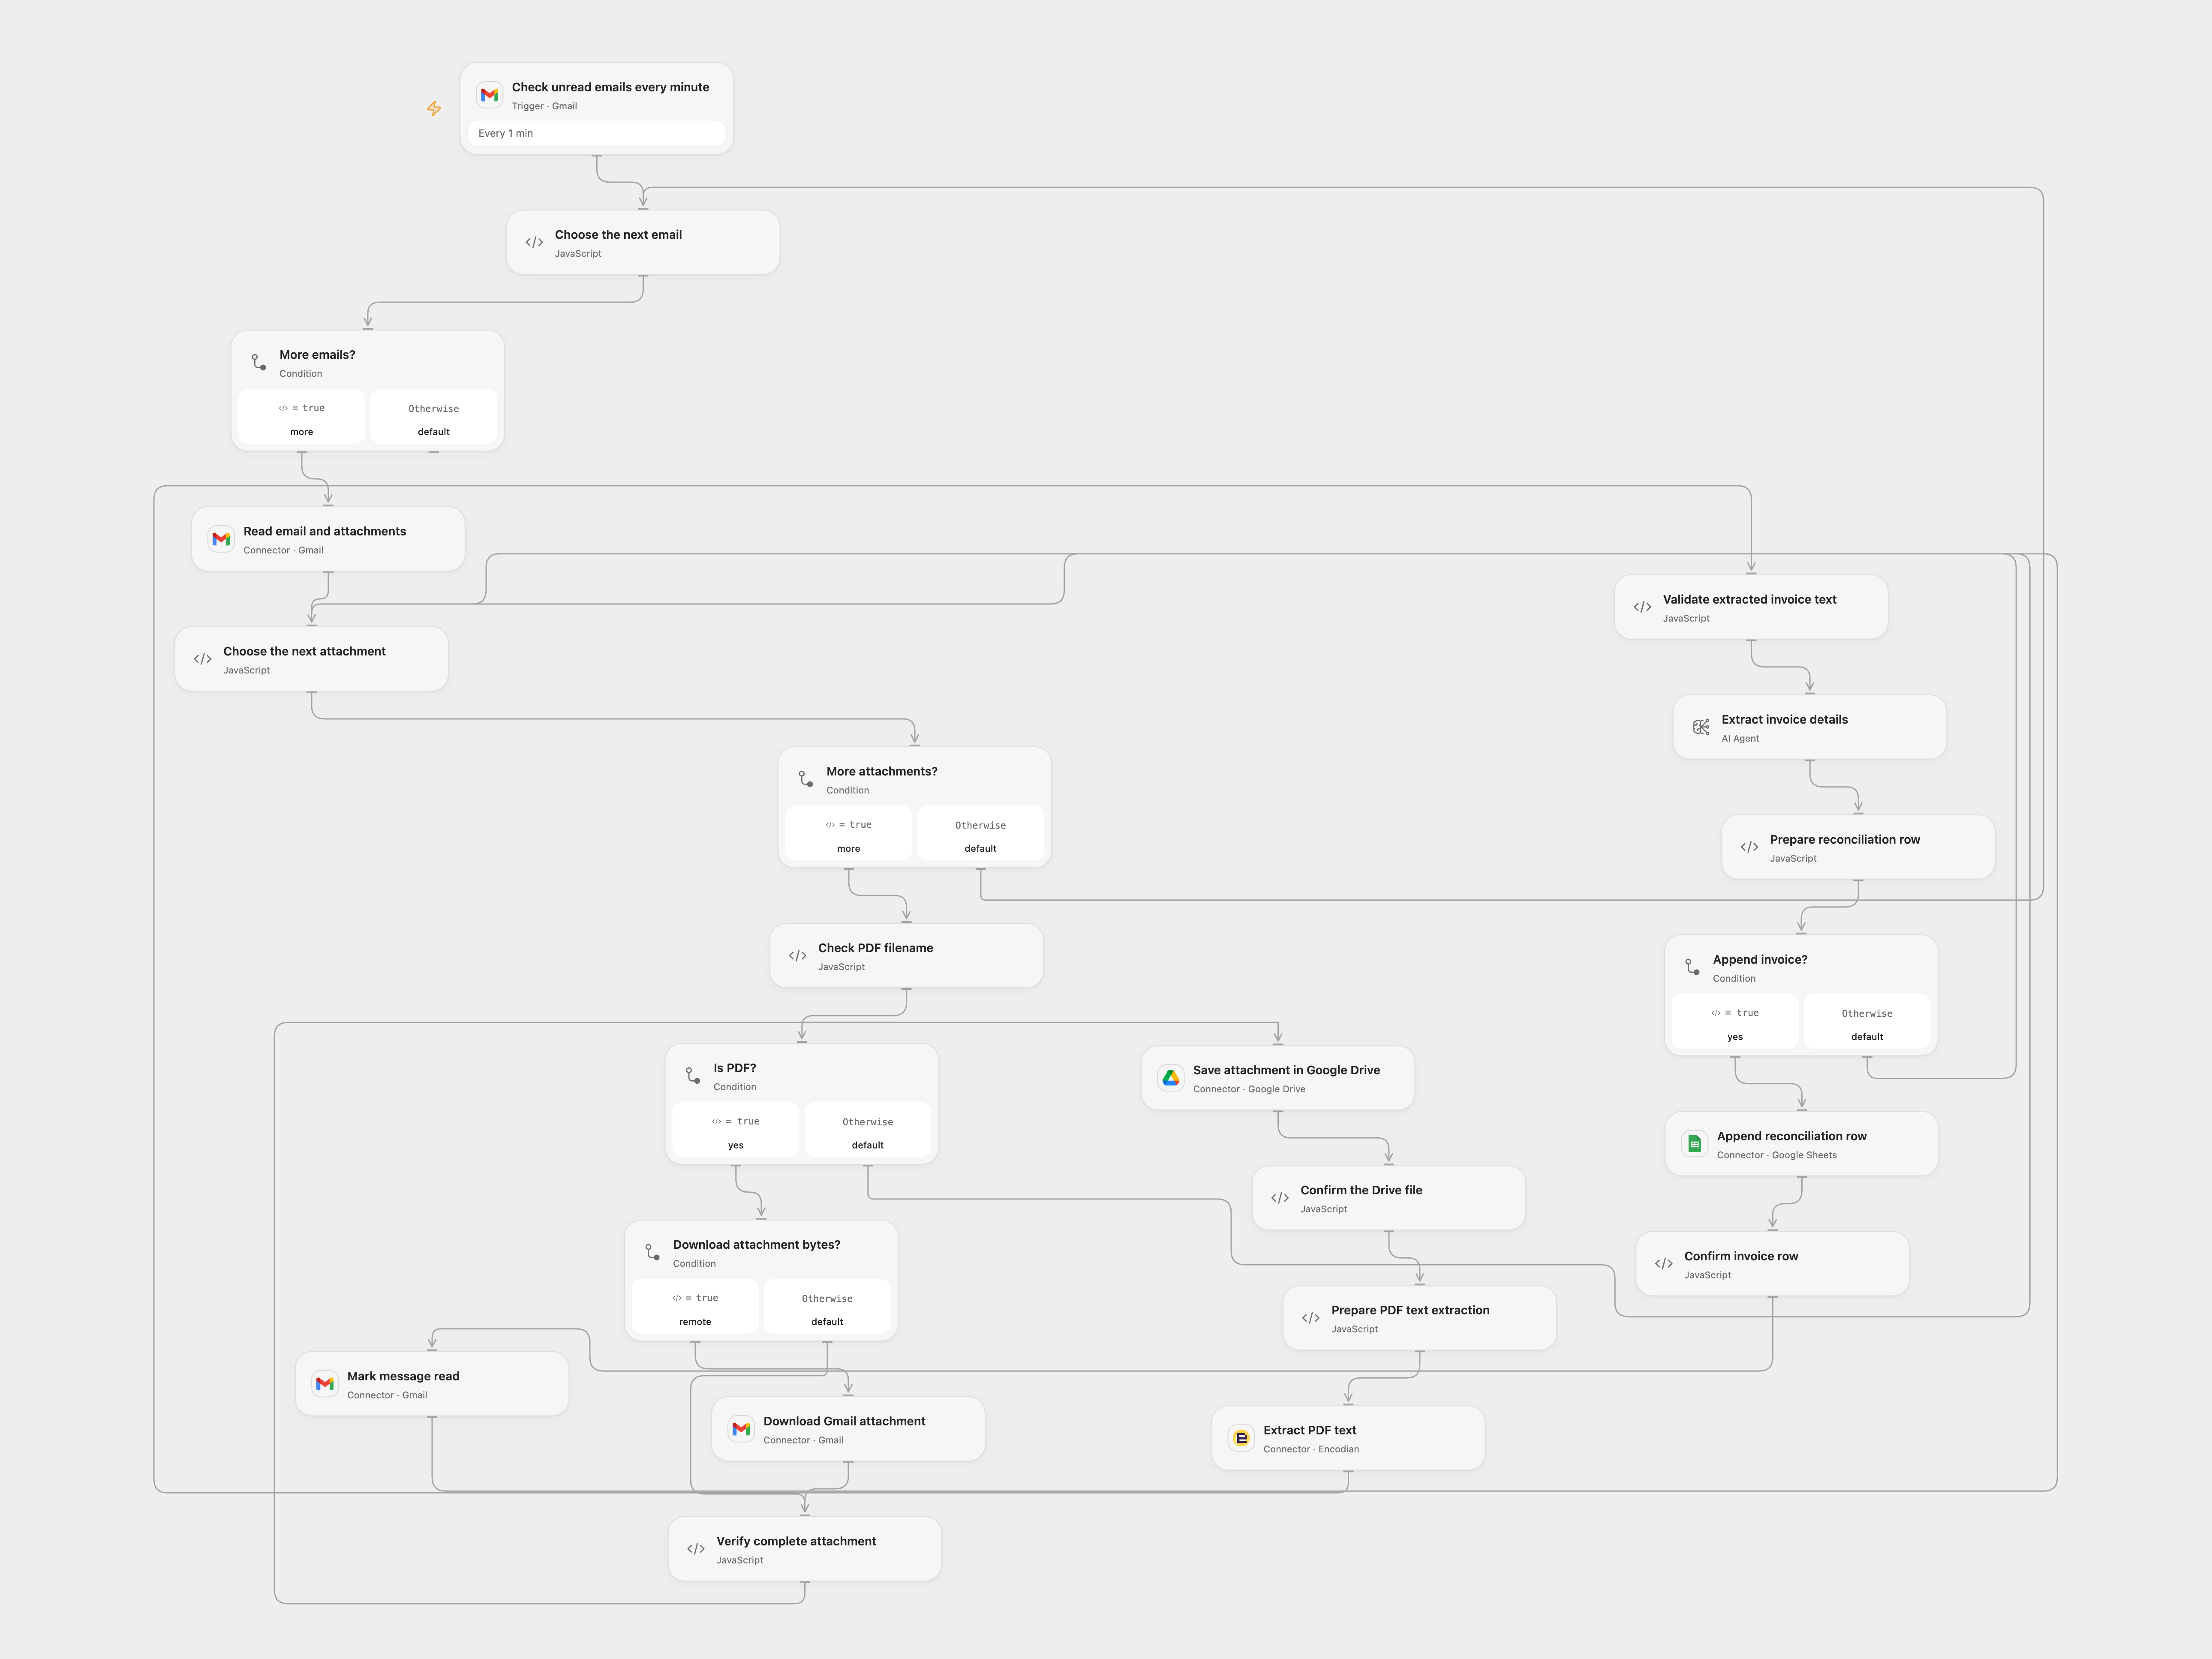 Check unread emails every minute
Trigger · Gmail
Every 1 min
Choose the next email
JavaScript
More emails?
Condition
</> = true
Otherwise
more
default
Read email and attachments
Connector · Gmail
Choose the next attachment
JavaScript
Validate extracted invoice text
JavaScript
Extract invoice details
AI Agent
More attachments?
Condition
</> = true
Otherwise
more
default
Prepare reconciliation row
JavaScript
Check PDF filename
JavaScript
Append invoice?
Condition
</> = true
Otherwise
yes
default
Is PDF?
Condition
</> = true
Otherwise
yes
default
Save attachment in Google Drive
Connector · Google Drive
Append reconciliation row
Connector · Google Sheets
Confirm the Drive file
JavaScript
Download attachment bytes?
Condition
</> = true
Otherwise
remote
default
Confirm invoice row
JavaScript
Prepare PDF text extraction
JavaScript
Mark message read
Connector · Gmail
Download Gmail attachment
Connector · Gmail
Extract PDF text
Connector · Encodian
Verify complete attachment
JavaScript